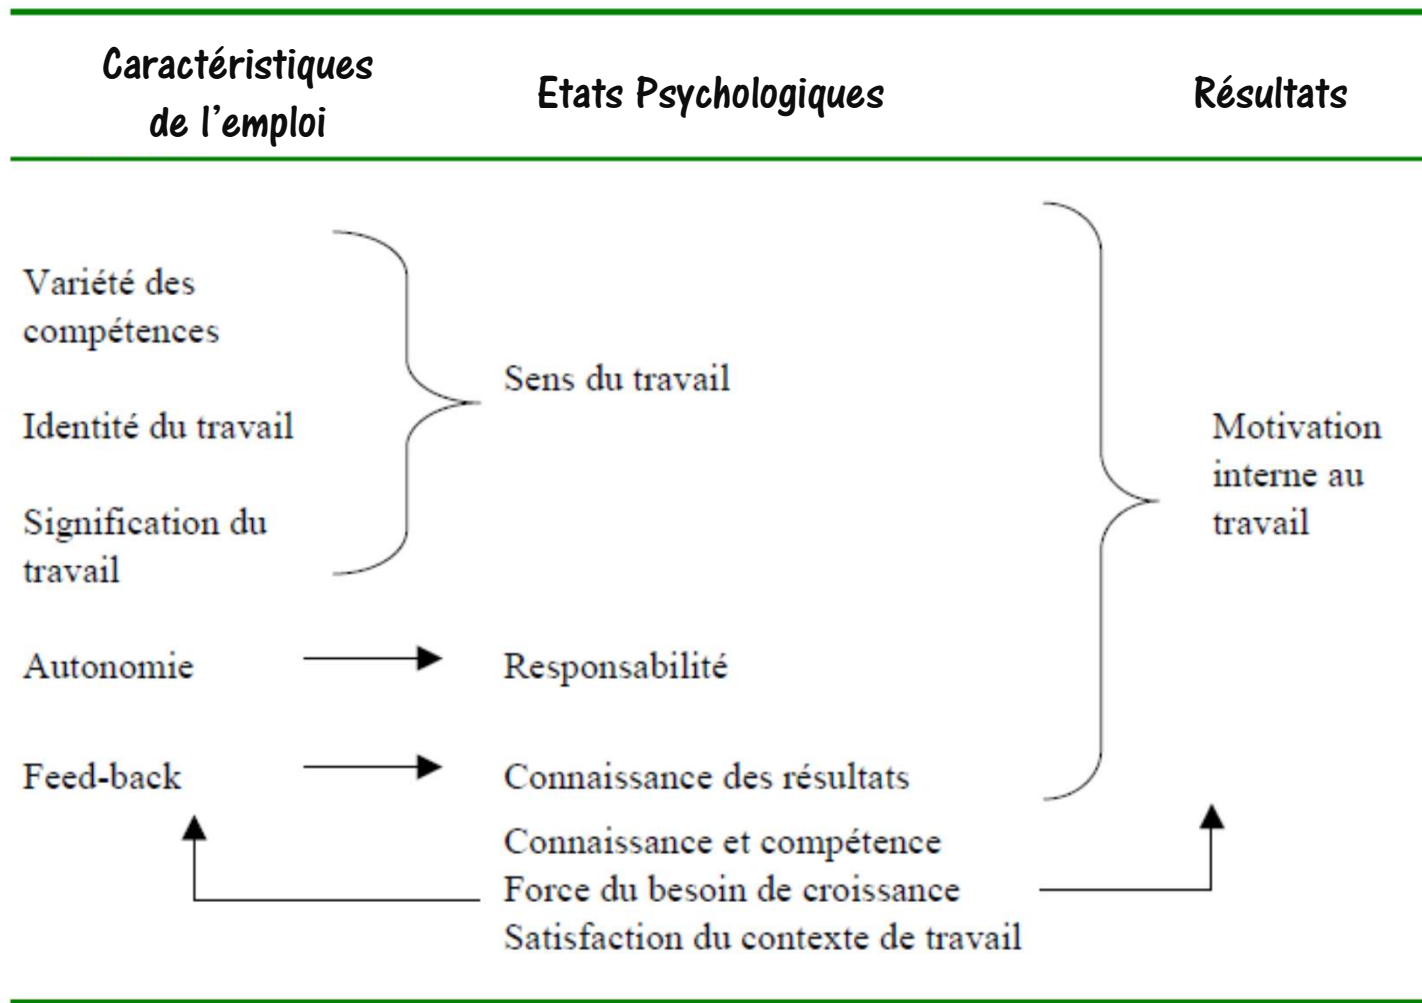 Caractéristiques
de l'emploi
Etats Psychologiques
Résultats
Variété des
compétences
Identité du travail
Signification du
travail
Sens du travail
Motivation
interne au
travail
Autonomie
Responsabilité
Feed-back
Connaissance des résultats
Connaissance et compétence
Force du besoin de croissance
Satisfaction du contexte de travail